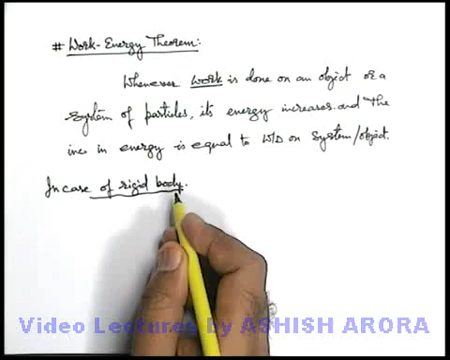 # Work-Energy Theorem:
Whenever work is done on an object or a
system of particles, its energy increases and the
inc in energy is equal to W/D on system/object.
In case of rigid body.
Video Lectures by ASHISH ARORA